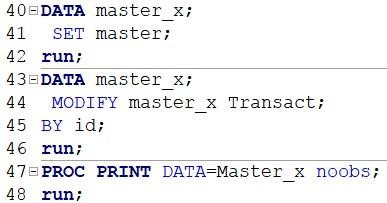 40 DATA master_x;
41 SET master;
42 run;
43 DATA master_x;
44 MODIFY master_x Transact;
45 BY id;
46 run;
47 PROC PRINT DATA=Master_x noobs;
48 run;